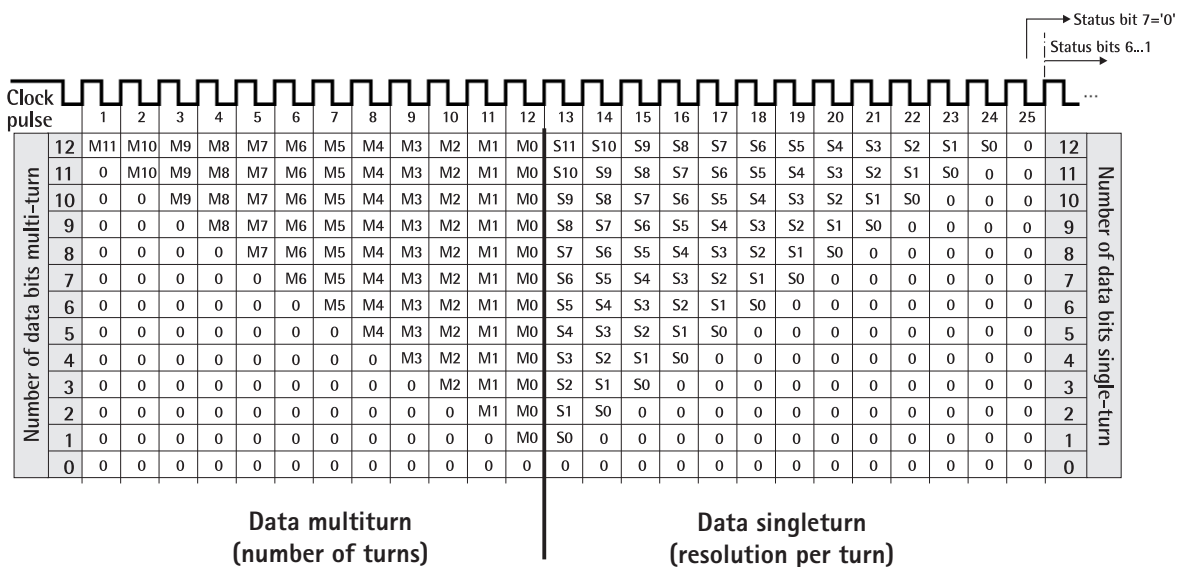 Status bit 7='0'
Status bits 6...1
Clock pulse ...
1 2 3 4 5 6 7 8 9 10 11 12 13 14 15 16 17 18 19 20 21 22 23 24 25
Number of data bits multi-turn
12 M11 M10 M9 M8 M7 M6 M5 M4 M3 M2 M1 M0 S11 S10 S9 S8 S7 S6 S5 S4 S3 S2 S1 S0 0 12
11 0 M10 M9 M8 M7 M6 M5 M4 M3 M2 M1 M0 S10 S9 S8 S7 S6 S5 S4 S3 S2 S1 S0 0 0 11
10 0 0 M9 M8 M7 M6 M5 M4 M3 M2 M1 M0 S9 S8 S7 S6 S5 S4 S3 S2 S1 S0 0 0 0 10
9 0 0 0 M8 M7 M6 M5 M4 M3 M2 M1 M0 S8 S7 S6 S5 S4 S3 S2 S1 S0 0 0 0 0 9
8 0 0 0 0 M7 M6 M5 M4 M3 M2 M1 M0 S7 S6 S5 S4 S3 S2 S1 S0 0 0 0 0 0 8
7 0 0 0 0 0 M6 M5 M4 M3 M2 M1 M0 S6 S5 S4 S3 S2 S1 S0 0 0 0 0 0 0 7
6 0 0 0 0 0 0 M5 M4 M3 M2 M1 M0 S5 S4 S3 S2 S1 S0 0 0 0 0 0 0 0 6
5 0 0 0 0 0 0 0 M4 M3 M2 M1 M0 S4 S3 S2 S1 S0 0 0 0 0 0 0 0 0 5
4 0 0 0 0 0 0 0 0 M3 M2 M1 M0 S3 S2 S1 S0 0 0 0 0 0 0 0 0 0 4
3 0 0 0 0 0 0 0 0 0 M2 M1 M0 S2 S1 S0 0 0 0 0 0 0 0 0 0 0 3
2 0 0 0 0 0 0 0 0 0 0 M1 M0 S1 S0 0 0 0 0 0 0 0 0 0 0 0 2
1 0 0 0 0 0 0 0 0 0 0 0 M0 S0 0 0 0 0 0 0 0 0 0 0 0 0 1
0 0 0 0 0 0 0 0 0 0 0 0 0 0 0 0 0 0 0 0 0 0 0 0 0 0 0
Number of data bits single-turn
Data multiturn
(number of turns)
Data singleturn
(resolution per turn)